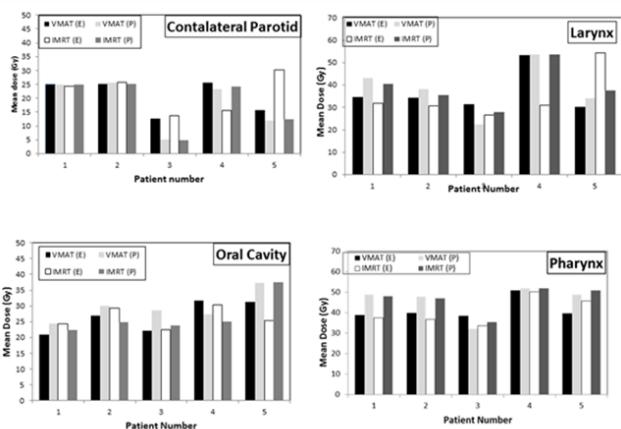 Contalateral Parotid
VMAT (E) VMAT (P)
IMRT (E) IMRT (P)
Mean dose (Gy)
50
45
40
35
30
25
20
15
10
5
0
1 2 3 4 5
Patient number
Larynx
VMAT (E) VMAT (P)
IMRT (E) IMRT (P)
Mean Dose (Gy)
70
60
50
40
30
20
10
0
1 2 3 4 5
Patient Number
Oral Cavity
VMAT (E) VMAT (P)
IMRT (E) IMRT (P)
Mean Dose (Gy)
50
45
40
35
30
25
20
15
10
5
0
1 2 3 4 5
Patient Number
Pharynx
VMAT (E) VMAT (P)
IMRT (E) IMRT (P)
Mean Dose (Gy)
70
60
50
40
30
20
10
0
1 2 3 4 5
Patient Number